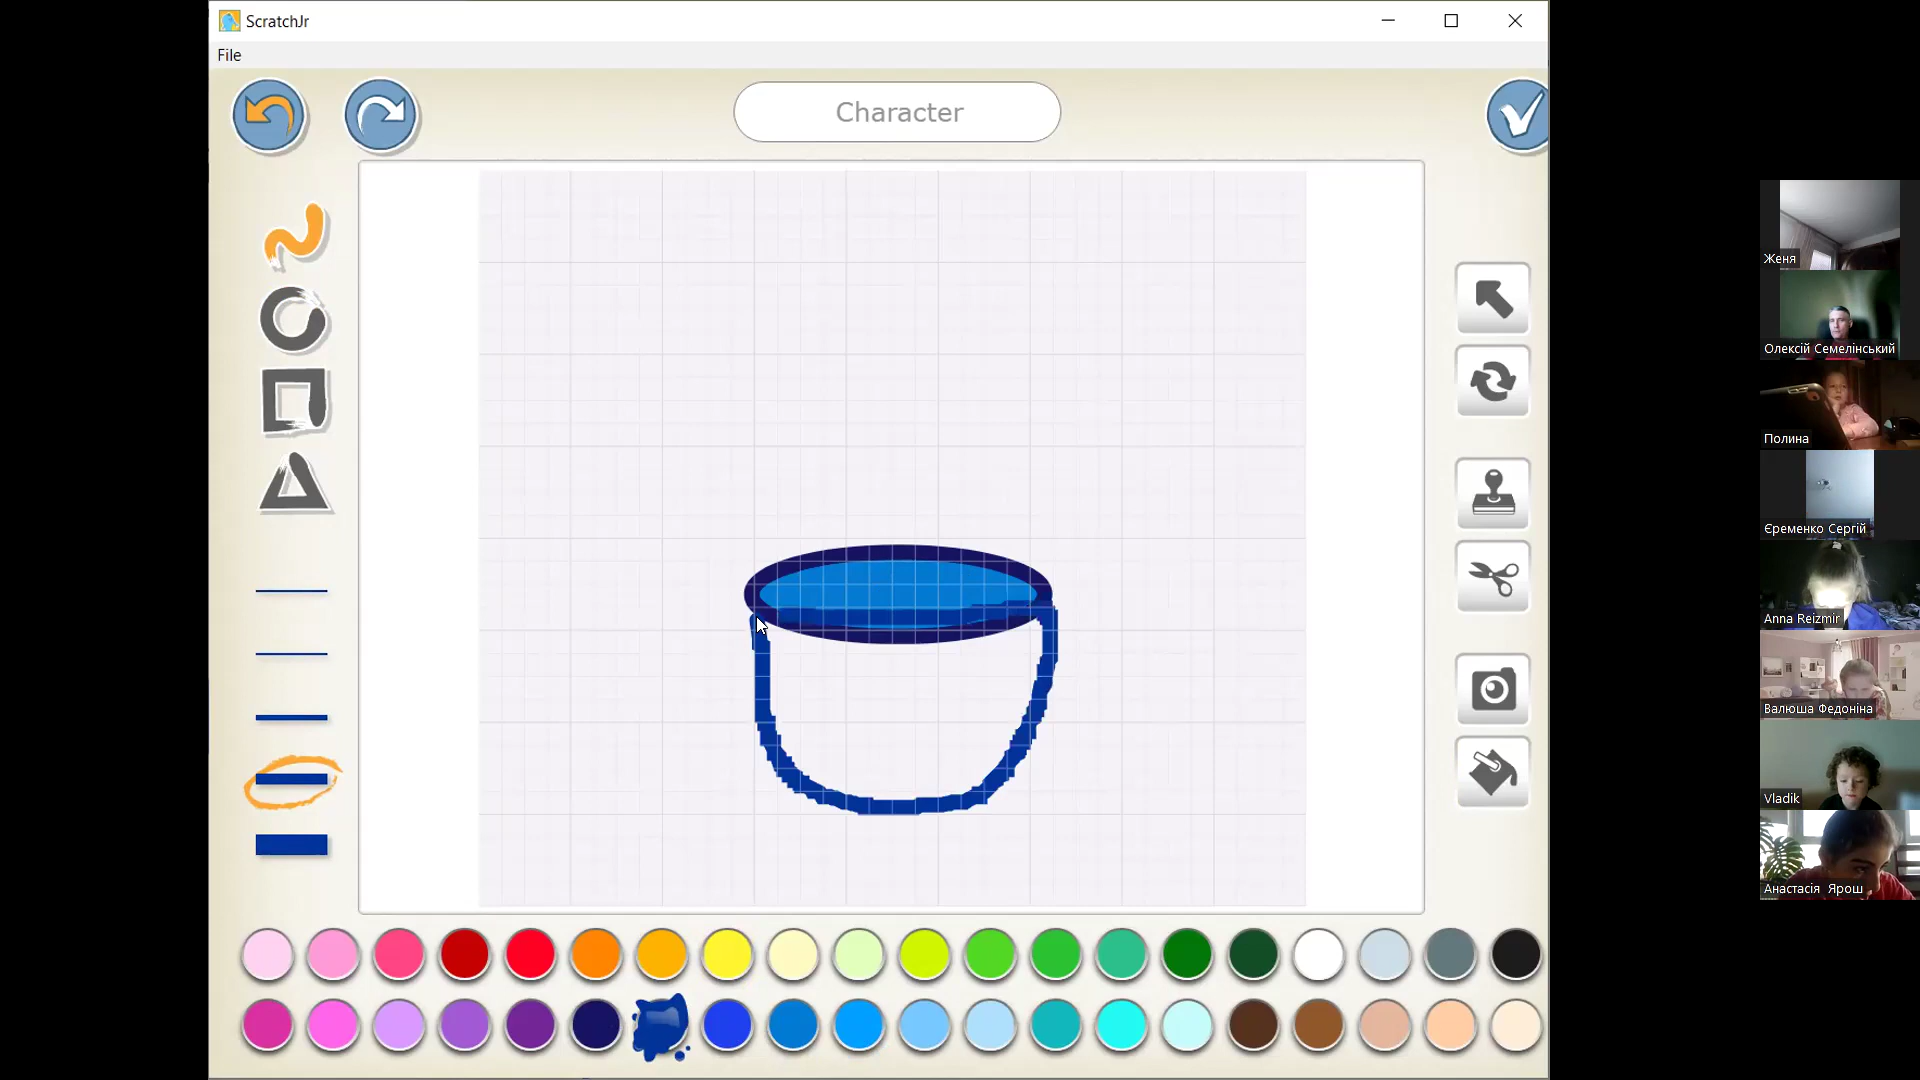 ScratchJr
File
Character
Женя
Олексій Семелінський
Полина
Єременко Сергій
Anna Reizmir
Валюша Федоніна
Vladik
Анастасія Ярош